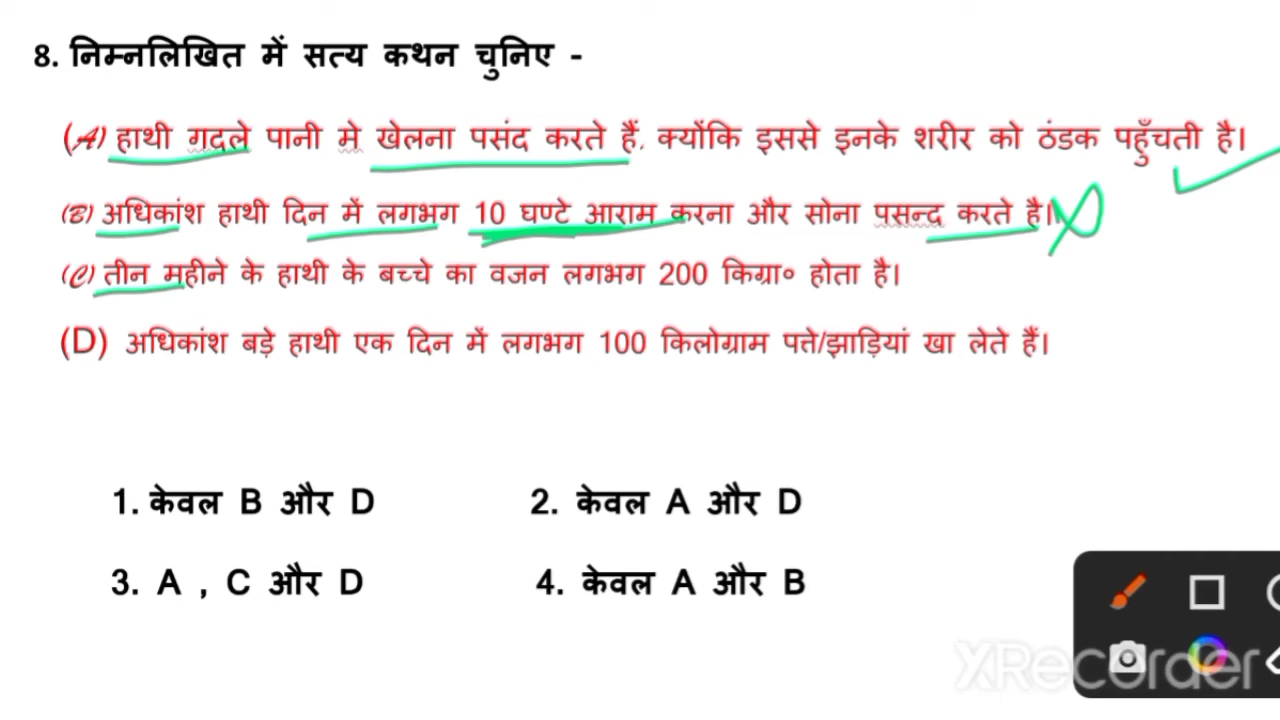 8. निम्नलिखित में सत्य कथन चुनिए -
(A) हाथी गदले पानी मे खेलना पसंद करते हैं, क्योंकि इससे इनके शरीर को ठंडक पहुँचती है।
(B) अधिकांश हाथी दिन में लगभग 10 घण्टे आराम करना और सोना पसन्द करते है।
(C) तीन महीने के हाथी के बच्चे का वजन लगभग 200 किग्रा० होता है।
(D) अधिकांश बड़े हाथी एक दिन में लगभग 100 किलोग्राम पत्ते/झाड़ियां खा लेते हैं।
1. केवल B और D 2. केवल A और D
3. A , C और D 4. केवल A और B
XRecorder